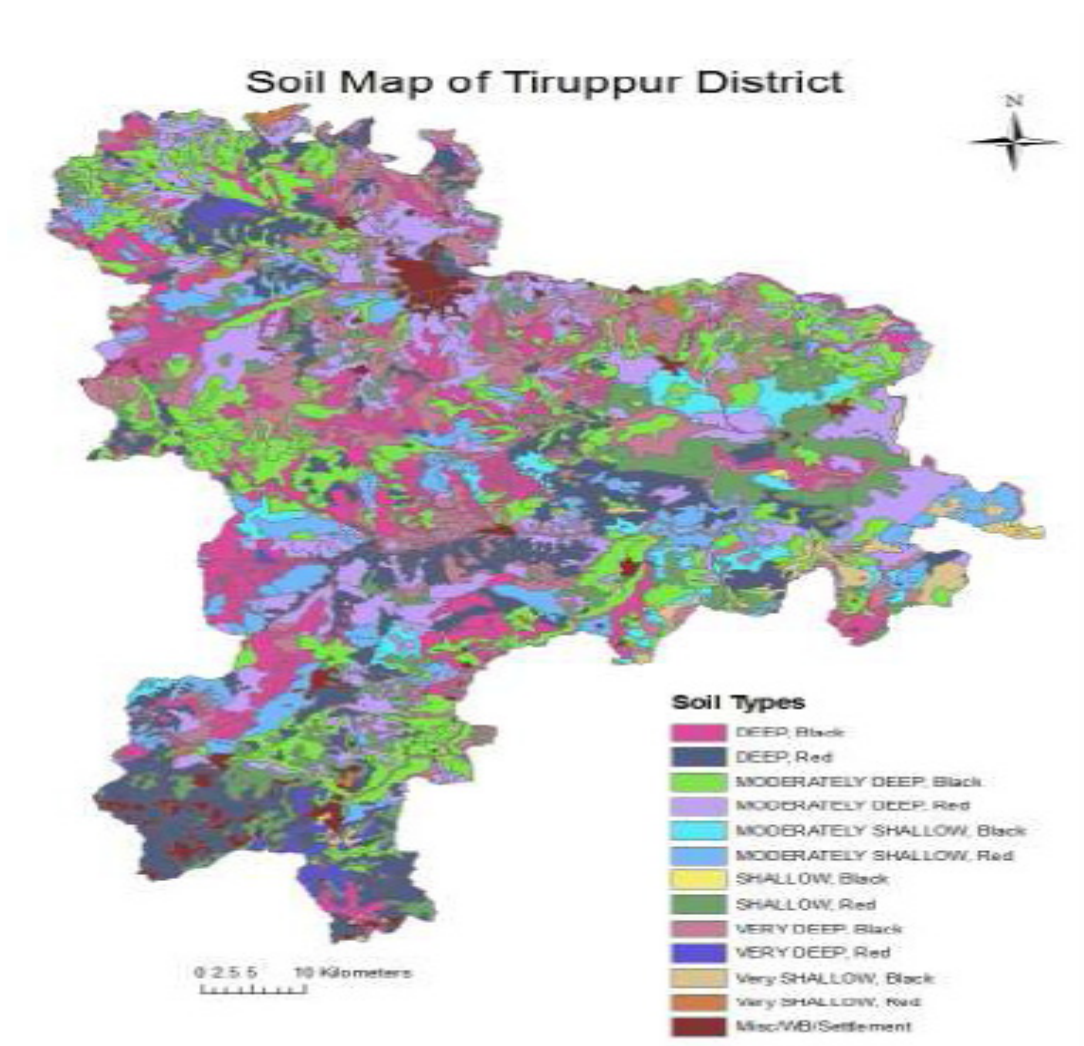 Soil Map of Tiruppur District
N
Soil Types
DEEP, Black
DEEP, Red
MODERATELY DEEP, Black
MODERATELY DEEP, Red
MODERATELY SHALLOW, Black
MODERATELY SHALLOW, Red
SHALLOW, Black
SHALLOW, Red
VERY DEEP, Black
VERY DEEP, Red
Very SHALLOW, Black
Very SHALLOW, Red
Misc/WB/Settlement
0 2.5 5 10 Kilometers